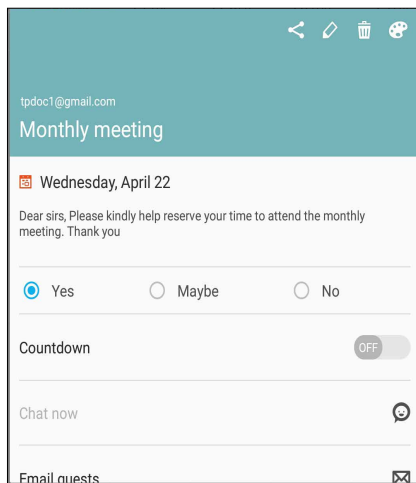 tpdoc1@gmail.com
Monthly meeting
Wednesday, April 22
Dear sirs, Please kindly help reserve your time to attend the monthly
meeting. Thank you
Yes Maybe No
Countdown OFF
Chat now
Email guests